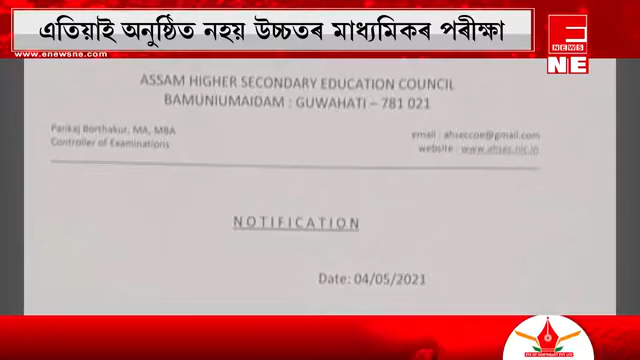 এতিয়াই অনুষ্ঠিত নহয় উচ্চতৰ মাধ্যমিকৰ পৰীক্ষা
www.enewsne.com
E
NEWS
NE
ASSAM HIGHER SECONDARY EDUCATION COUNCIL
BAMUNIUMAIDAM : GUWAHATI – 781 021
Pankaj Borthakur, MA, MBA
Controller of Examinations
email : ahseccoe@gmail.com
website : www.ahsec.nic.in
NOTIFICATION
Date: 04/05/2021